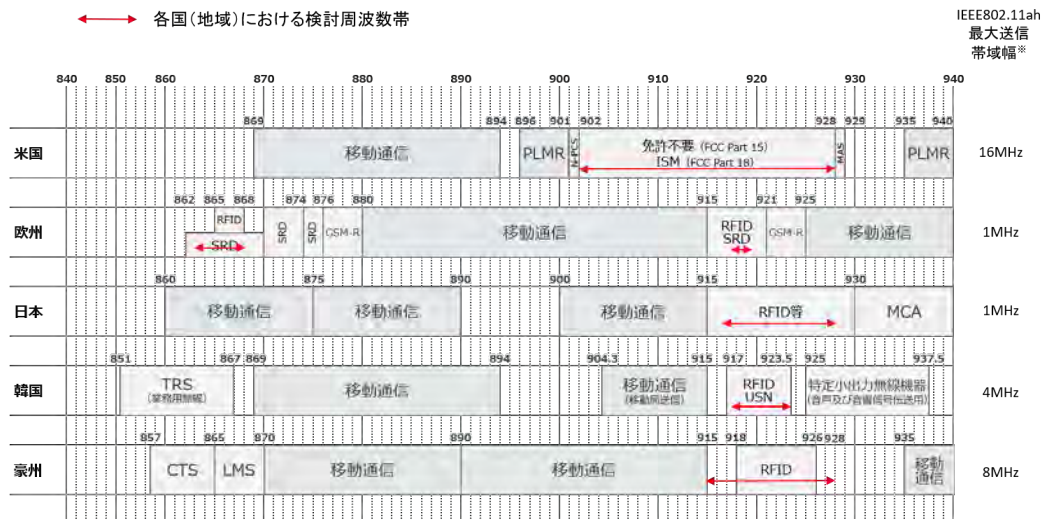 各国(地域)における検討周波数帯
IEEE802.11ah
最大送信
帯域幅※
840 850 860 870 880 890 900 910 920 930 940
869 894 896 901 902 928 929 935 940
米国 移動通信 PLMR N-PCS 免許不要 (FCC Part 15) MAS PLMR 16MHz
ISM (FCC Part 18)
862 865 868 874 876 880 915 921 925
欧州 RFID SRD SRD SRD GSM-R 移動通信 RFID GSM-R 移動通信 1MHz
SRD
860 875 890 900 915 930
日本 移動通信 移動通信 移動通信 RFID等 MCA 1MHz
851 867 869 894 904.3 915 917 923.5 925 937.5
韓国 TRS 移動通信 移動通信 RFID 特定小出力無線機器 4MHz
(業務用無線) (移動局送信) USN (音声及び音響信号伝送用)
857 865 870 890 915 918 926 928 935
豪州 CTS LMS 移動通信 移動通信 RFID 移動 8MHz
通信